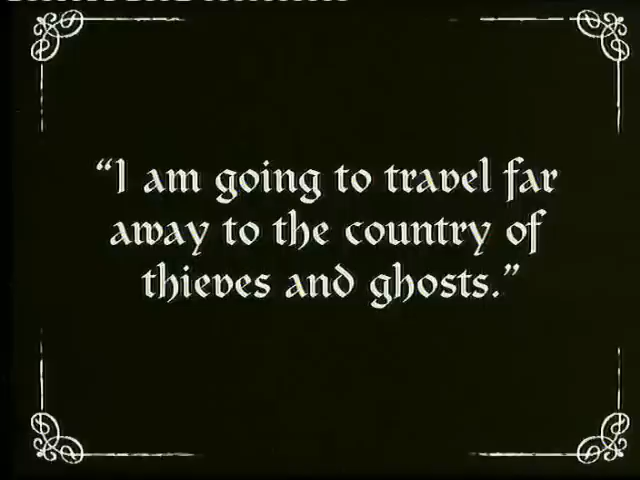 “I am going to travel far
away to the country of
thieves and ghosts.”